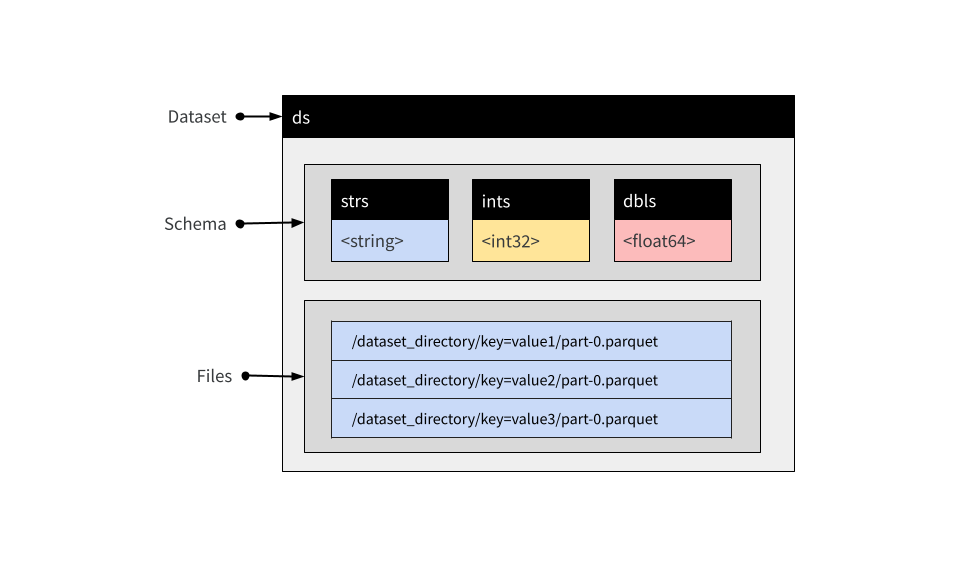 Dataset
ds
Schema
strs
ints
dbls
<string>
<int32>
<float64>
Files
/dataset_directory/key=value1/part-0.parquet
/dataset_directory/key=value2/part-0.parquet
/dataset_directory/key=value3/part-0.parquet